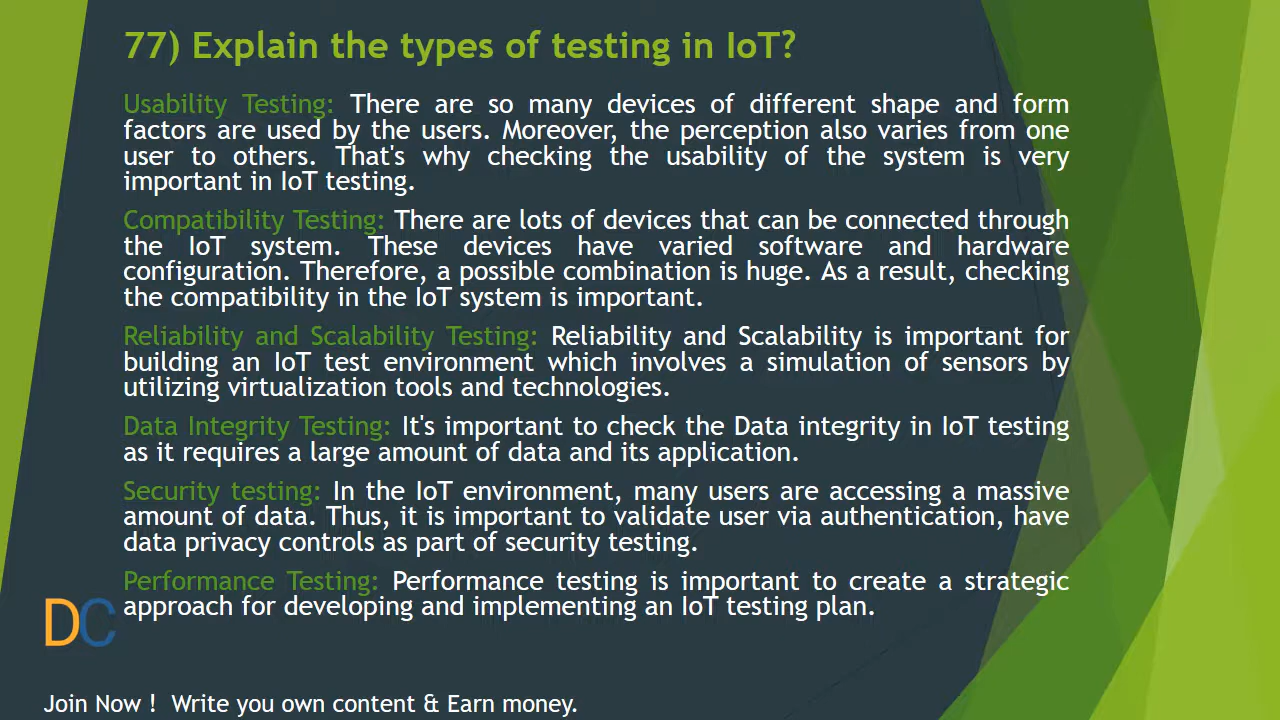 77) Explain the types of testing in IoT?
Usability Testing: There are so many devices of different shape and form
factors are used by the users. Moreover, the perception also varies from one
user to others. That's why checking the usability of the system is very
important in IoT testing.
Compatibility Testing: There are lots of devices that can be connected through
the IoT system. These devices have varied software and hardware
configuration. Therefore, a possible combination is huge. As a result, checking
the compatibility in the IoT system is important.
Reliability and Scalability Testing: Reliability and Scalability is important for
building an IoT test environment which involves a simulation of sensors by
utilizing virtualization tools and technologies.
Data Integrity Testing: It's important to check the Data integrity in IoT testing
as it requires a large amount of data and its application.
Security testing: In the IoT environment, many users are accessing a massive
amount of data. Thus, it is important to validate user via authentication, have
data privacy controls as part of security testing.
Performance Testing: Performance testing is important to create a strategic
approach for developing and implementing an IoT testing plan.
DC
Join Now ! Write you own content & Earn money.